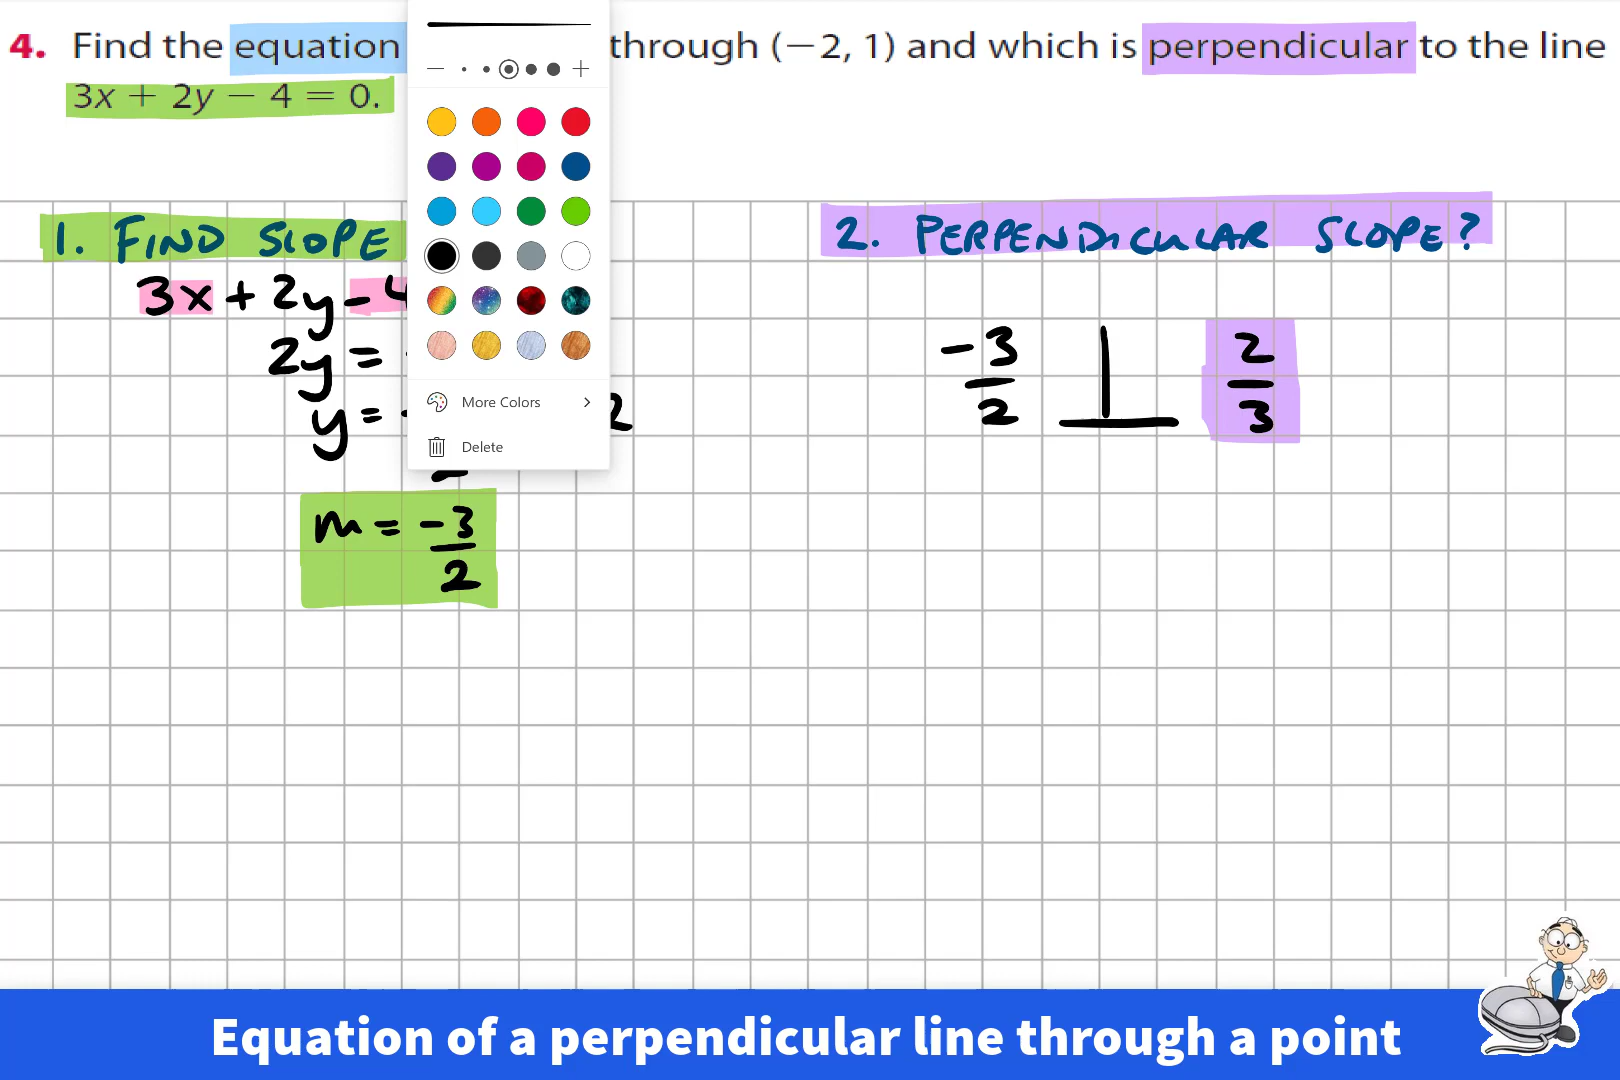 4. Find the equation through (−2, 1) and which is perpendicular to the line
3x + 2y − 4 = 0.
1. FIND SLOPE
3x + 2y - 4
2y =
y = - 2
m = -3/2
2. PERPENDICULAR SLOPE?
-3/2 ⊥ 2/3
More Colors
Delete
Equation of a perpendicular line through a point